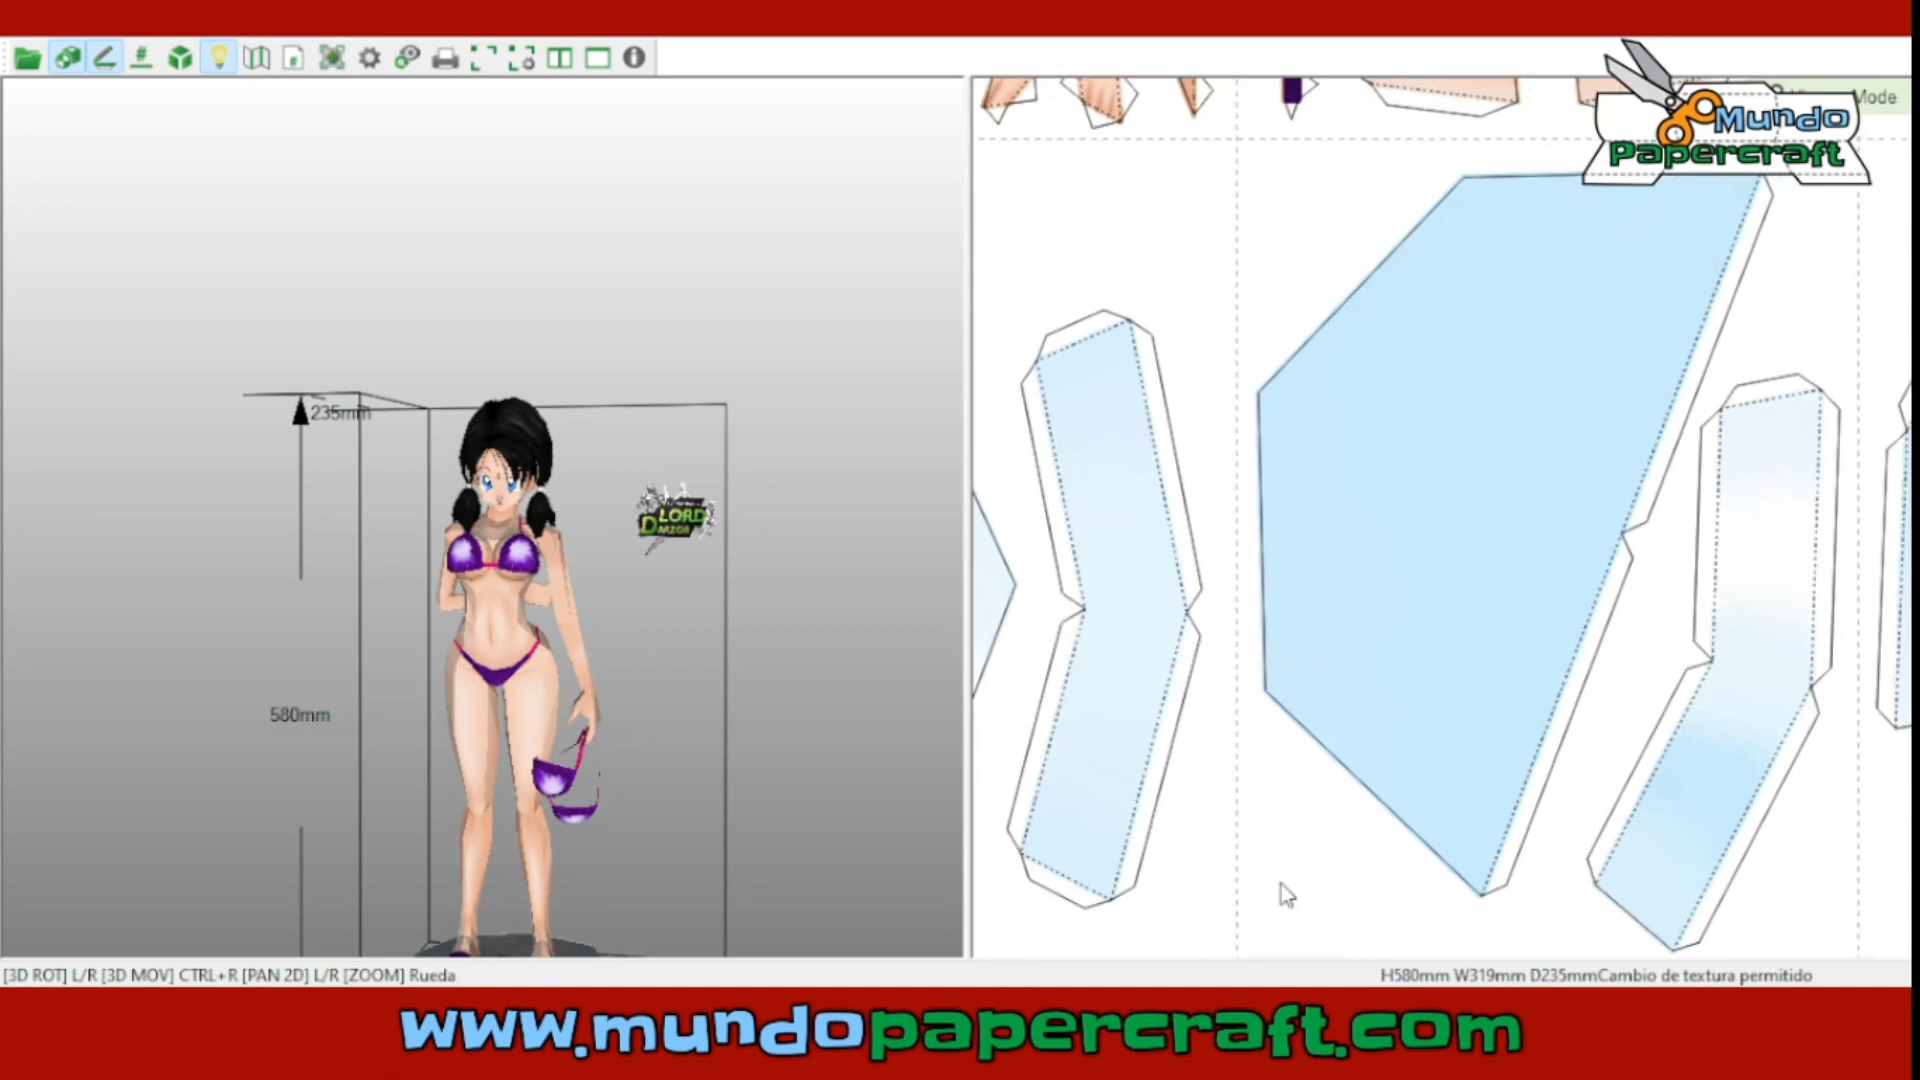 Mode
Mundo
Papercraft
235mm
LORD
DARZOR
580mm
[3D ROT] L/R [3D MOV] CTRL+R [PAN 2D] L/R [ZOOM] Rueda
H580mm W319mm D235mmCambio de textura permitido
www.mundopapercraft.com